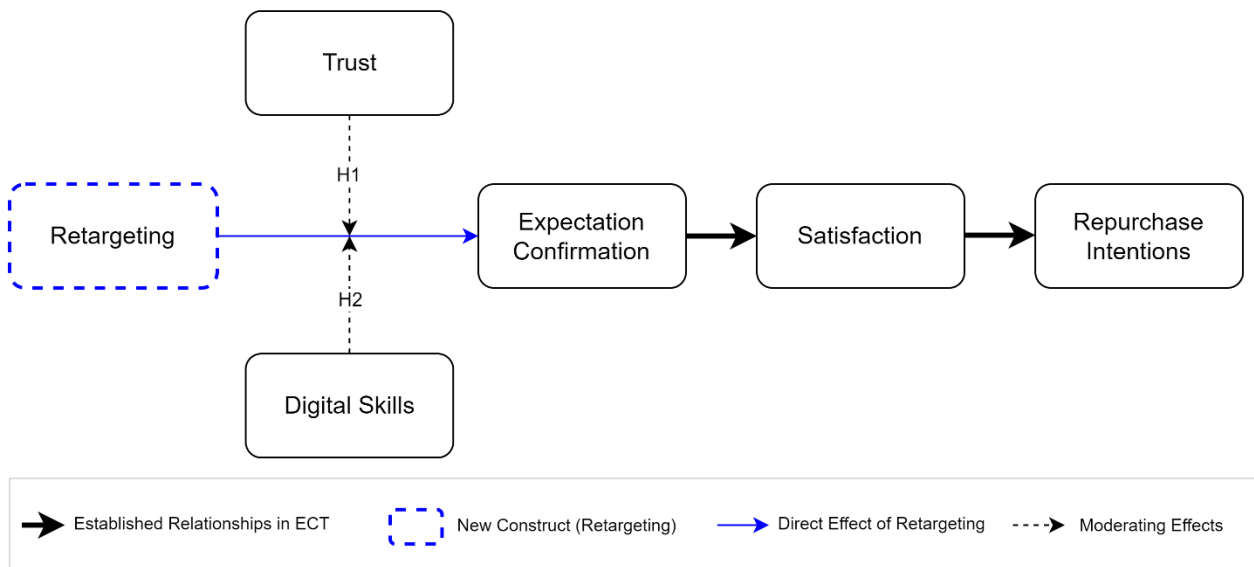 Trust
H1
Retargeting
Expectation
Confirmation
Satisfaction
Repurchase
Intentions
H2
Digital Skills
Established Relationships in ECT
New Construct (Retargeting)
Direct Effect of Retargeting
Moderating Effects